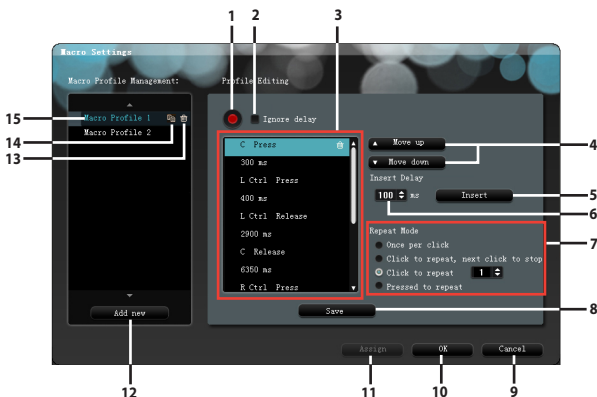 1 2 3
Macro Settings
Macro Profile Management: Profile Editing
15 Macro Profile 1
Ignore delay
14 Macro Profile 2
13
C Press
300 ms
L Ctrl Press
400 ms
L Ctrl Release
2900 ms
C Release
6350 ms
R Ctrl Press
Move up
4
Move down
Insert Delay
100 ms Insert 5
6
Repeat Mode
7
Once per click
Click to repeat, next click to stop
Click to repeat 1
Pressed to repeat
Add new Save 8
Assign OK Cancel
12 11 10 9